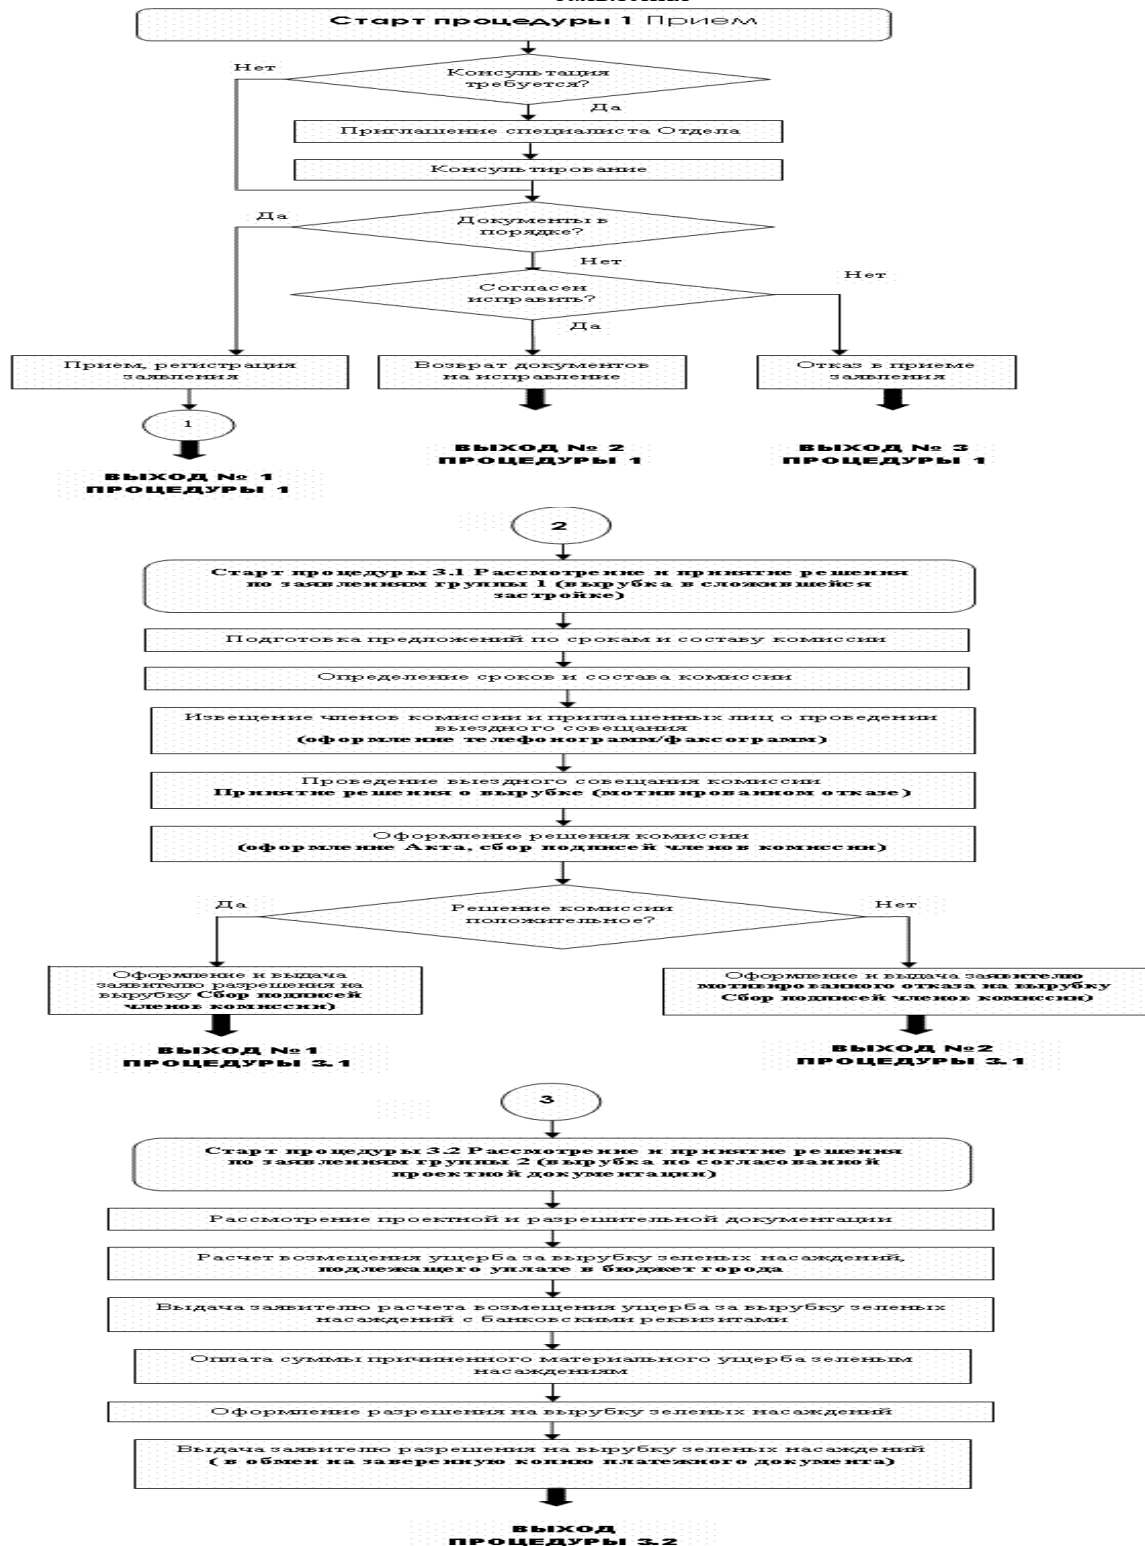 Старт процедуры 1 Прием
Консультация
требуется?
Нет
Да
Приглашение специалиста Отдела
Консультирование
Документы в
порядке?
Да
Нет
Согласен
исправить?
Нет
Да
Прием, регистрация
заявления
Возврат документов
на исправление
Отказ в приеме
заявления
1
ВЫХОД № 1
ПРОЦЕДУРЫ 1
ВЫХОД № 2
ПРОЦЕДУРЫ 1
ВЫХОД № 3
ПРОЦЕДУРЫ 1
2
Старт процедуры 3.1 Рассмотрение и принятие решения
по заявлениям группы 1 (вырубка в сложившейся
застройке)
Подготовка предложений по срокам и составу комиссии
Определение сроков и состава комиссии
Извещение членов комиссии и приглашенных лиц о проведении
выездного совещания
(оформление телефонограмм/факсограмм)
Проведение выездного совещания комиссии
Принятие решения о вырубке (мотивированном отказе)
Оформление решения комиссии
(оформление Акта, сбор подписей членов комиссии)
Решение комиссии
положительное?
Да
Нет
Оформление и выдача
заявителю разрешения на
вырубку Сбор подписей
членов комиссии)
Оформление и выдача заявителю
мотивированного отказа на вырубку
Сбор подписей членов комиссии)
ВЫХОД №1
ПРОЦЕДУРЫ 3.1
ВЫХОД №2
ПРОЦЕДУРЫ 3.1
3
Старт процедуры 3.2 Рассмотрение и принятие решения
по заявлениям группы 2 (вырубка по согласованной
проектной документации)
Рассмотрение проектной и разрешительной документации
Расчет возмещения ущерба за вырубку зеленых насаждений,
подлежащего уплате в бюджет города
Выдача заявителю расчета возмещения ущерба за вырубку зеленых
насаждений с банковскими реквизитами
Оплата суммы причиненного материального ущерба зеленым
насаждениям
Оформление разрешения на вырубку зеленых насаждений
Выдача заявителю разрешения на вырубку зеленых насаждений
( в обмен на заверенную копию платежного документа)
ВЫХОД
ПРОЦЕДУРЫ 3.2